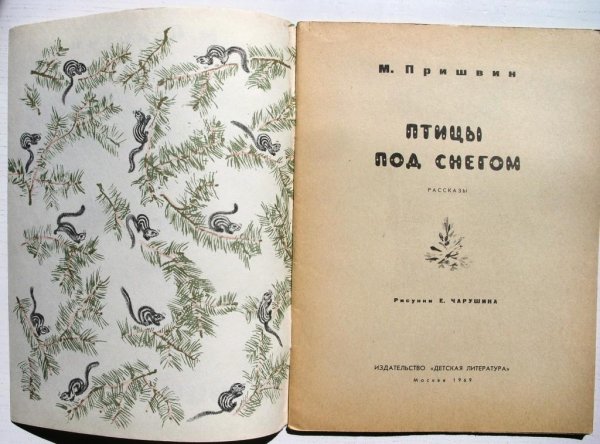 М. Пришвин
ПТИЦЫ
ПОД СНЕГОМ
РАССКАЗЫ
Рисунки Е. ЧАРУШИНА
ИЗДАТЕЛЬСТВО «ДЕТСКАЯ ЛИТЕРАТУРА»
Москва 1969